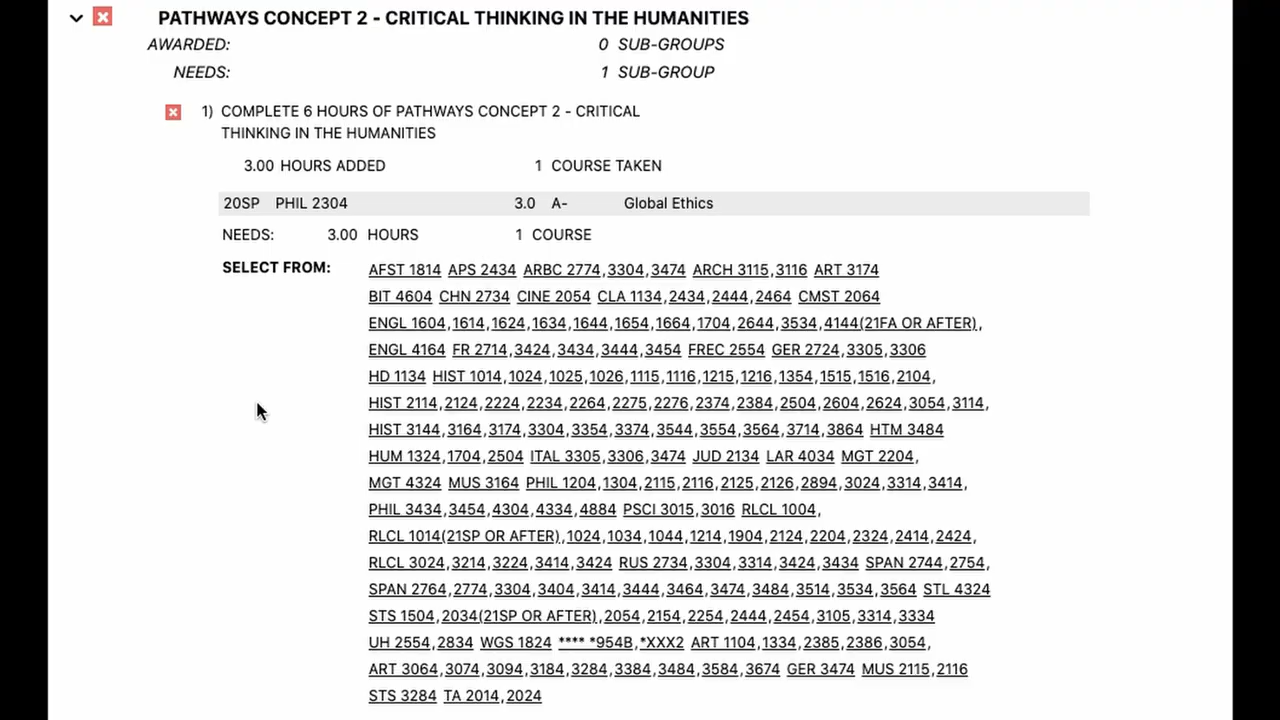 PATHWAYS CONCEPT 2 - CRITICAL THINKING IN THE HUMANITIES
AWARDED: 0 SUB-GROUPS
NEEDS: 1 SUB-GROUP
1) COMPLETE 6 HOURS OF PATHWAYS CONCEPT 2 - CRITICAL
THINKING IN THE HUMANITIES
3.00 HOURS ADDED 1 COURSE TAKEN
20SP PHIL 2304 3.0 A- Global Ethics
NEEDS: 3.00 HOURS 1 COURSE
SELECT FROM: AFST 1814 APS 2434 ARBC 2774,3304,3474 ARCH 3115,3116 ART 3174
BIT 4604 CHN 2734 CINE 2054 CLA 1134,2434,2444,2464 CMST 2064
ENGL 1604,1614,1624,1634,1644,1654,1664,1704,2644,3534,4144(21FA OR AFTER),
ENGL 4164 FR 2714,3424,3434,3444,3454 FREC 2554 GER 2724,3305,3306
HD 1134 HIST 1014,1024,1025,1026,1115,1116,1215,1216,1354,1515,1516,2104,
HIST 2114,2124,2224,2234,2264,2275,2276,2374,2384,2504,2604,2624,3054,3114,
HIST 3144,3164,3174,3304,3354,3374,3544,3554,3564,3714,3864 HTM 3484
HUM 1324,1704,2504 ITAL 3305,3306,3474 JUD 2134 LAR 4034 MGT 2204,
MGT 4324 MUS 3164 PHIL 1204,1304,2115,2116,2125,2126,2894,3024,3314,3414,
PHIL 3434,3454,4304,4334,4884 PSCI 3015,3016 RLCL 1004,
RLCL 1014(21SP OR AFTER),1024,1034,1044,1214,1904,2124,2204,2324,2414,2424,
RLCL 3024,3214,3224,3414,3424 RUS 2734,3304,3314,3424,3434 SPAN 2744,2754,
SPAN 2764,2774,3304,3404,3414,3444,3464,3474,3484,3514,3534,3564 STL 4324
STS 1504,2034(21SP OR AFTER),2054,2154,2254,2444,2454,3105,3314,3334
UH 2554,2834 WGS 1824 **** *954B,*XXX2 ART 1104,1334,2385,2386,3054,
ART 3064,3074,3094,3184,3284,3384,3484,3584,3674 GER 3474 MUS 2115,2116
STS 3284 TA 2014,2024